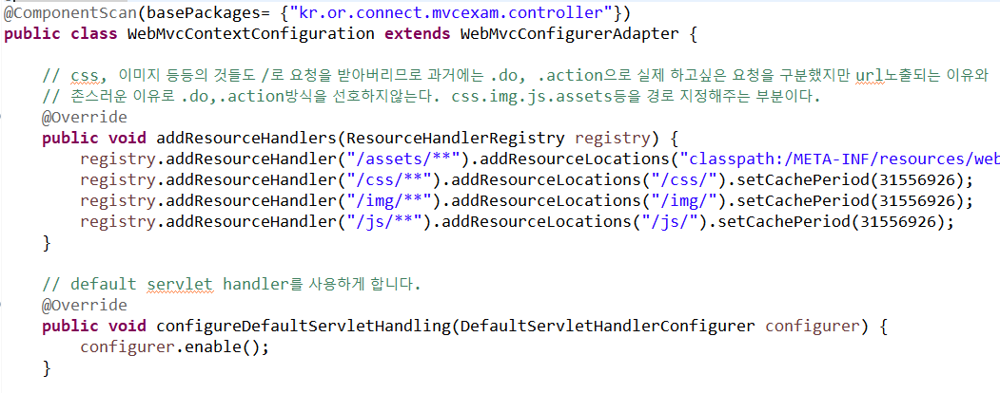 @ComponentScan(basePackages= {"kr.or.connect.mvcexam.controller"})
public class WebMvcContextConfiguration extends WebMvcConfigurerAdapter {
// css, 이미지 등등의 것들도 /로 요청을 받아버리므로 과거에는 .do, .action으로 실제 하고싶은 요청을 구분했지만 url노출되는 이유와
// 촌스러운 이유로 .do,.action방식을 선호하지않는다. css.img.js.assets등을 경로 지정해주는 부분이다.
@Override
public void addResourceHandlers(ResourceHandlerRegistry registry) {
registry.addResourceHandler("/assets/**").addResourceLocations("classpath:/META-INF/resources/web
registry.addResourceHandler("/css/**").addResourceLocations("/css/").setCachePeriod(31556926);
registry.addResourceHandler("/img/**").addResourceLocations("/img/").setCachePeriod(31556926);
registry.addResourceHandler("/js/**").addResourceLocations("/js/").setCachePeriod(31556926);
}
// default servlet handler를 사용하게 합니다.
@Override
public void configureDefaultServletHandling(DefaultServletHandlerConfigurer configurer) {
configurer.enable();
}